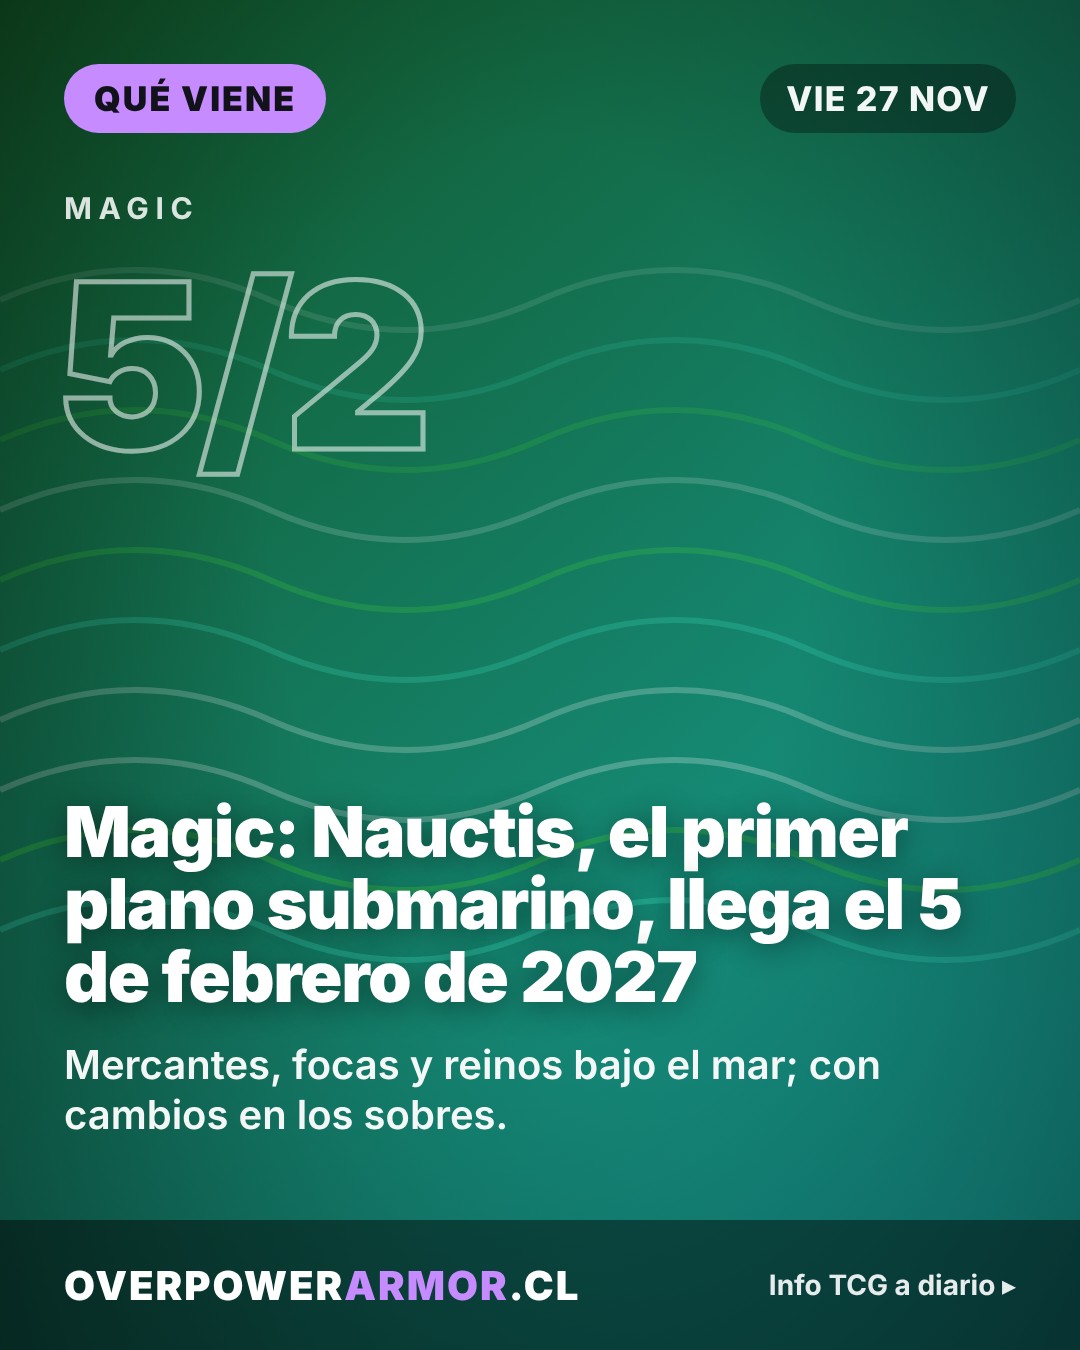 QUÉ VIENE
VIE 27 NOV
MAGIC
5/2
Magic: Nauctis, el primer
plano submarino, llega el 5
de febrero de 2027
Mercantes, focas y reinos bajo el mar; con
cambios en los sobres.
OVERPOWERARMOR.CL
Info TCG a diario ▸